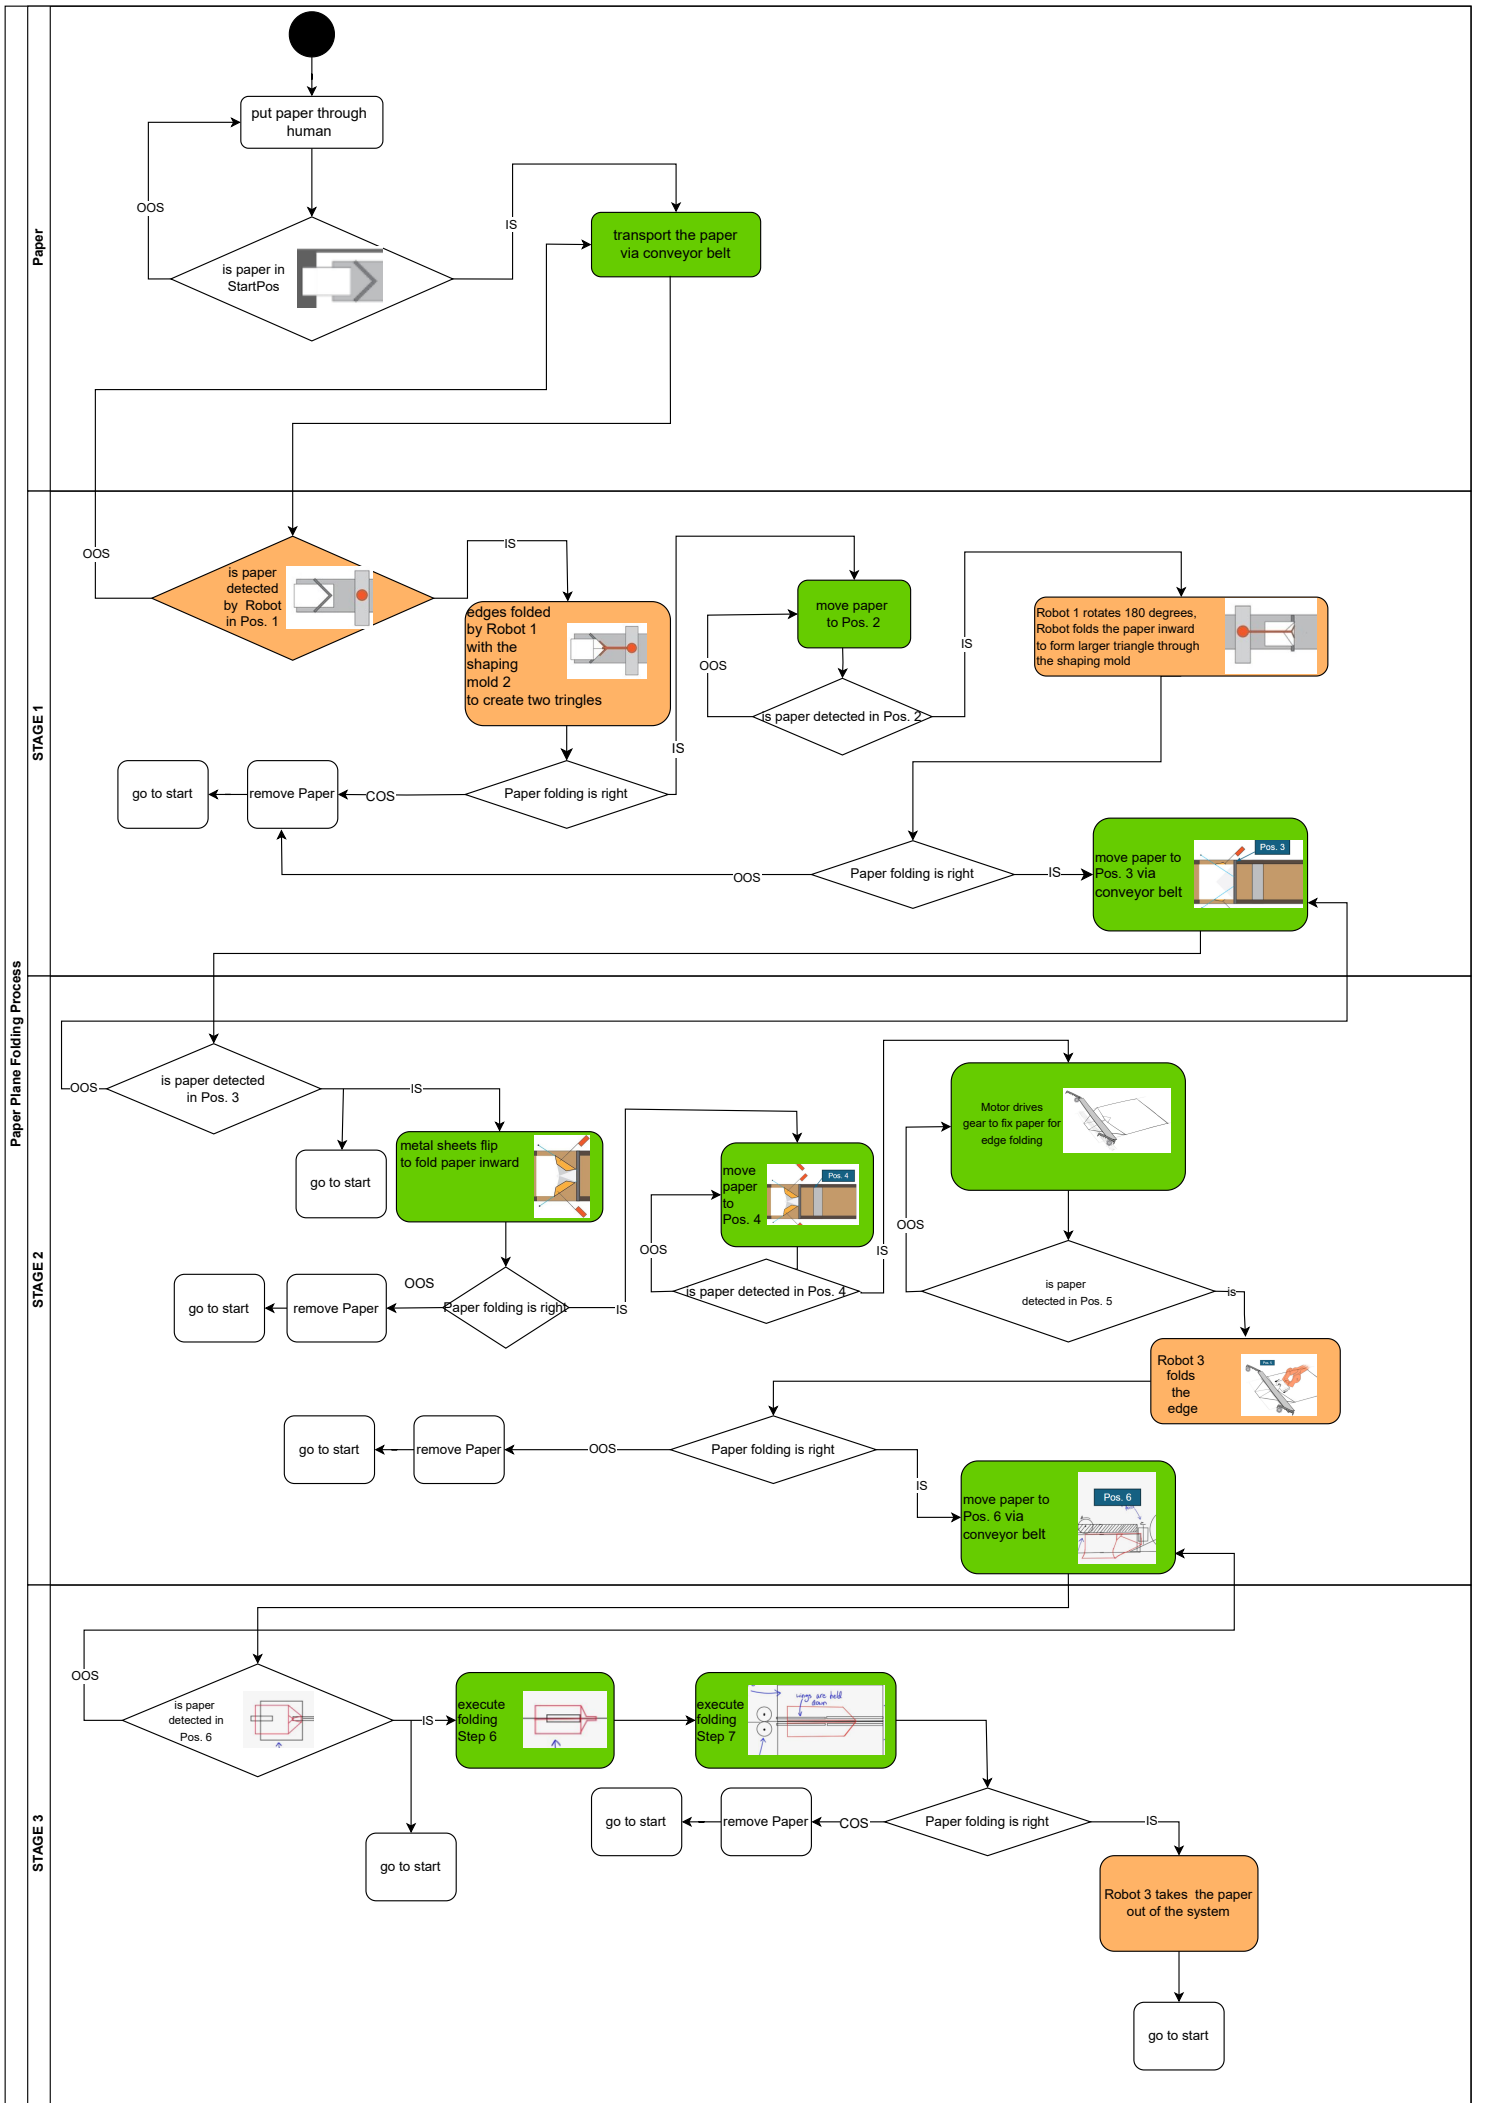 Paper Plane Folding Process
Paper
put paper through
human
OOS
IS
is paper in
StartPos
transport the paper
via conveyor belt
STAGE 1
OOS
is paper
detected
by Robot
in Pos. 1
IS
edges folded
by Robot 1
with the
shaping
mold 2
to create two tringles
move paper
to Pos. 2
OOS
is paper detected in Pos. 2
IS
Robot 1 rotates 180 degrees,
Robot folds the paper inward
to form larger triangle through
the shaping mold
IS
go to start
remove Paper
COS
Paper folding is right
OOS
Paper folding is right
IS
move paper to
Pos. 3 via
conveyor belt
Pos. 3
STAGE 2
OOS
is paper detected
in Pos. 3
IS
go to start
metal sheets flip
to fold paper inward
move
paper
to
Pos. 4
Pos. 4
OOS
is paper detected in Pos. 4
IS
Motor drives
gear to fix paper for
edge folding
OOS
is paper
detected in Pos. 5
is
go to start
remove Paper
OOS
Paper folding is right
IS
Robot 3
folds
the
edge
go to start
remove Paper
OOS
Paper folding is right
IS
move paper to
Pos. 6 via
conveyor belt
Pos. 6
STAGE 3
OOS
is paper
detected in
Pos. 6
IS
execute
folding
Step 6
execute
folding
Step 7
wings are held
down
go to start
go to start
remove Paper
COS
Paper folding is right
IS
Robot 3 takes the paper
out of the system
go to start